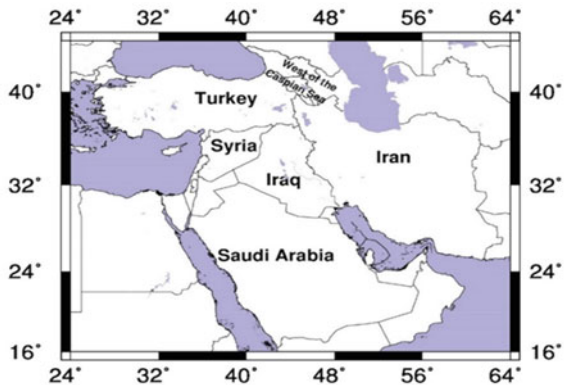 24° 32° 40° 48° 56° 64°
West of the
Caspian Sea
40° 40°
Turkey
Syria
Iran
Iraq
32° 32°
Saudi Arabia
24° 24°
16° 16°
24° 32° 40° 48° 56° 64°